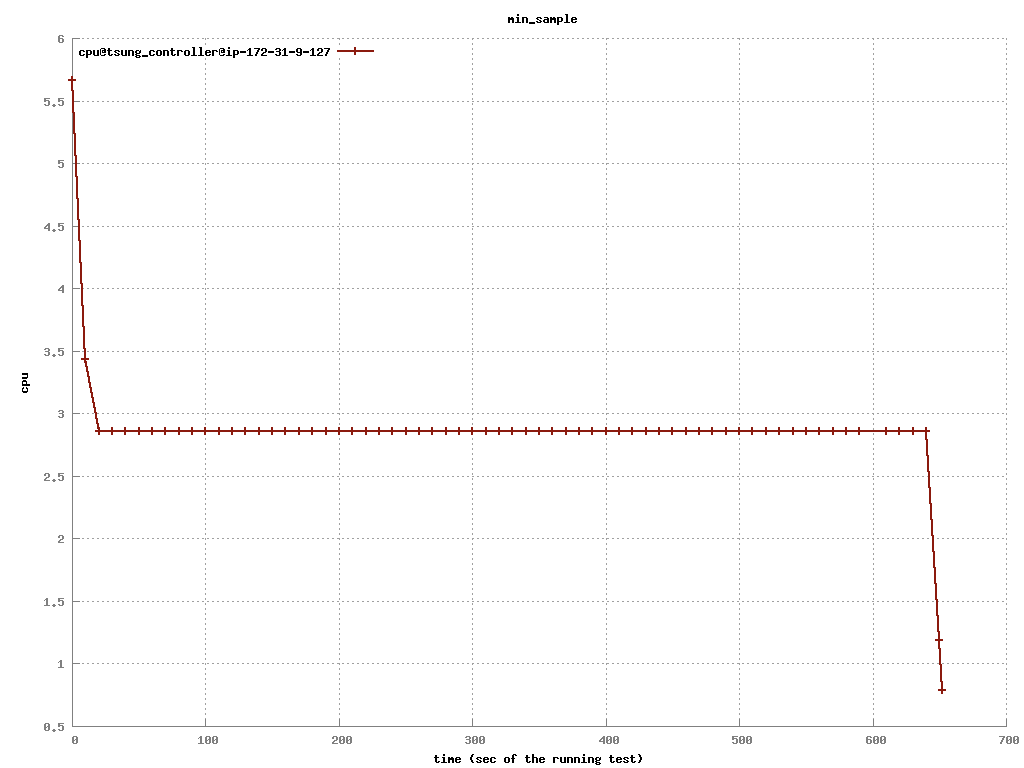 min_sample
cpu@tsung_controller@ip-172-31-9-127
6
5.5
5
4.5
4
3.5
3
2.5
2
1.5
1
0.5
cpu
0 100 200 300 400 500 600 700
time (sec of the running test)